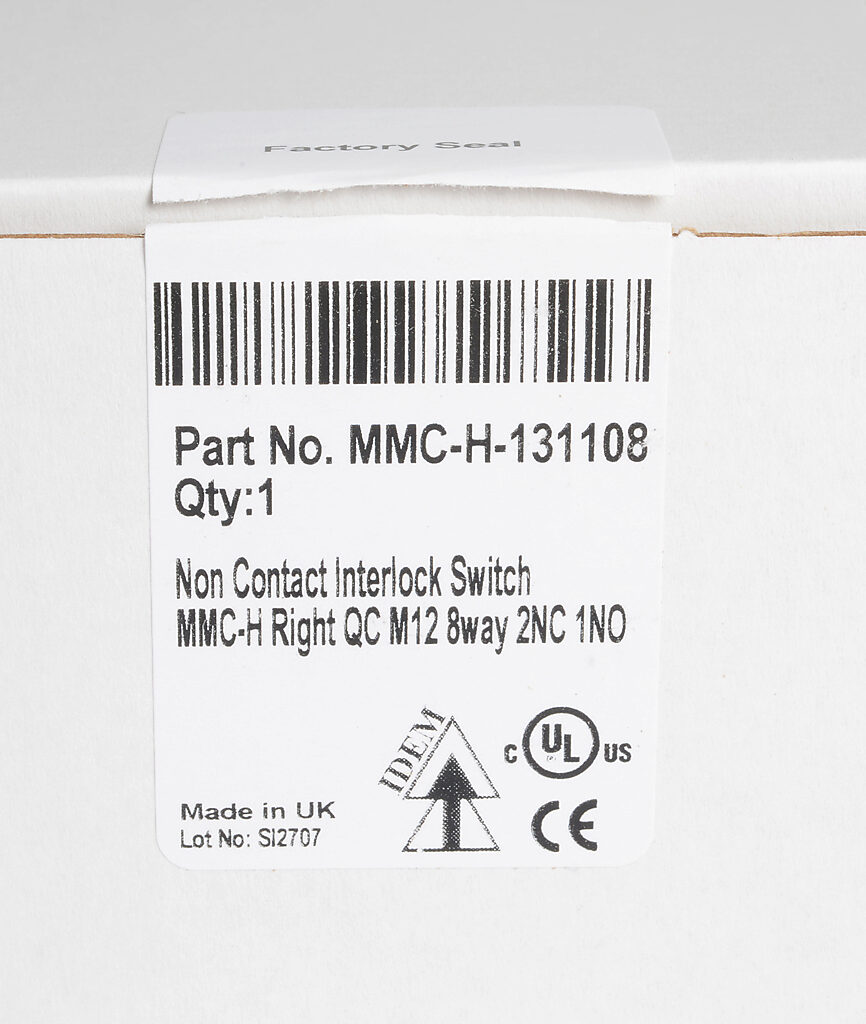 Factory Seal
Part No. MMC-H-131108
Qty:1
Non Contact Interlock Switch
MMC-H Right QC M12 8way 2NC 1NO
IDEM
C UL US
CE
Made in UK
Lot No: SI2707